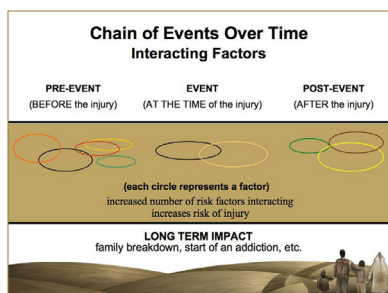 Chain of Events Over Time
Interacting Factors
PRE-EVENT
(BEFORE the injury)
EVENT
(AT THE TIME of the injury)
POST-EVENT
(AFTER the injury)
(each circle represents a factor)
increased number of risk factors interacting
increases risk of injury
LONG TERM IMPACT
family breakdown, start of an addiction, etc.